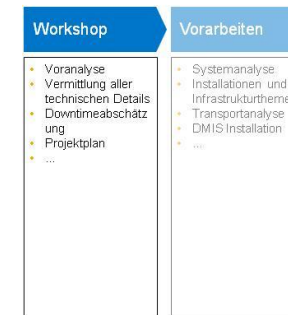 Workshop
Vorarbeiten
Voranalyse
Vermittlung aller
technischen Details
Downtimeabschätz
ung
Projektplan
...
Systemanalyse
Installationen und
Infrastrukturtheme
Transportanalyse
DMIS Installation
...